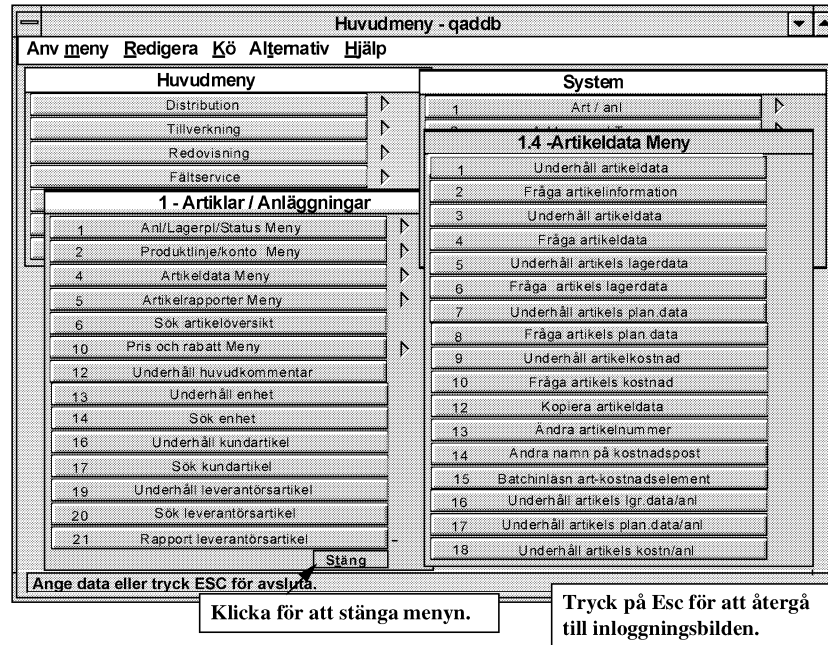 Huvudmeny - qaddb
Anv meny Redigera Kö Alternativ Hjälp
Huvudmeny
Distribution
Tillverkning
Redovisning
Fältservice
System
1 Art / anl
1 - Artiklar / Anläggningar
1 Anl/Lagerpl/Status Meny
2 Produktlinje/konto Meny
4 Artikeldata Meny
5 Artikelrapporter Meny
6 Sök artikelöversikt
10 Pris och rabatt Meny
12 Underhåll huvudkommentar
13 Underhåll enhet
14 Sök enhet
16 Underhåll kundartikel
17 Sök kundartikel
19 Underhåll leverantörsartikel
20 Sök leverantörsartikel
21 Rapport leverantörsartikel
Stäng
1.4 -Artikeldata Meny
1 Underhåll artikeldata
2 Fråga artikelinformation
3 Underhåll artikeldata
4 Fråga artikeldata
5 Underhåll artikels lagerdata
6 Fråga artikels lagerdata
7 Underhåll artikels plan.data
8 Fråga artikels plan.data
9 Underhåll artikelkostnad
10 Fråga artikels kostnad
12 Kopiera artikeldata
13 Ändra artikelnummer
14 Ändra namn på kostnadspost
15 Batchinläsn art-kostnadselement
16 Underhåll artikels lgr.data/anl
17 Underhåll artikels plan.data/anl
18 Underhåll artikels kostn/anl
Ange data eller tryck ESC för avsluta.
Klicka för att stänga menyn.
Tryck på Esc för att återgå
till inloggningsbilden.